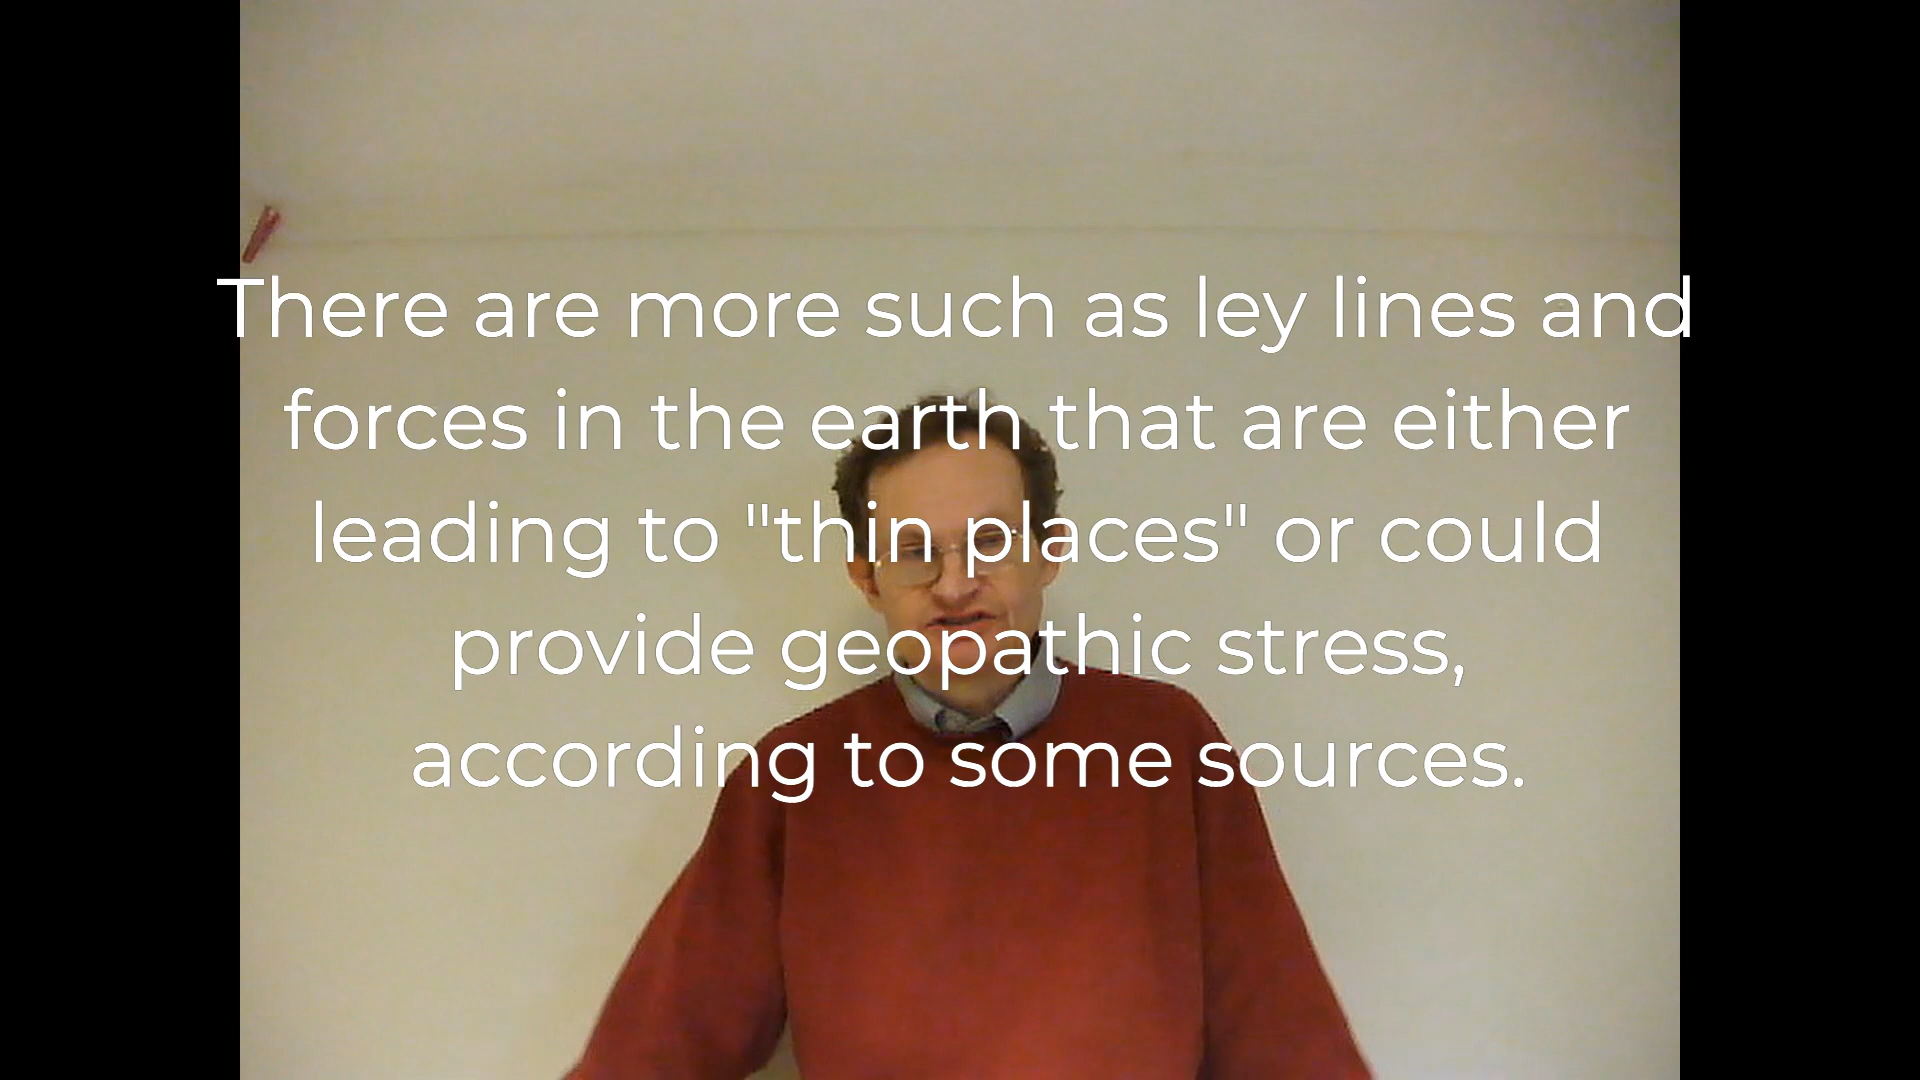 There are more such as ley lines and
forces in the earth that are either
leading to "thin places" or could
provide geopathic stress,
according to some sources.